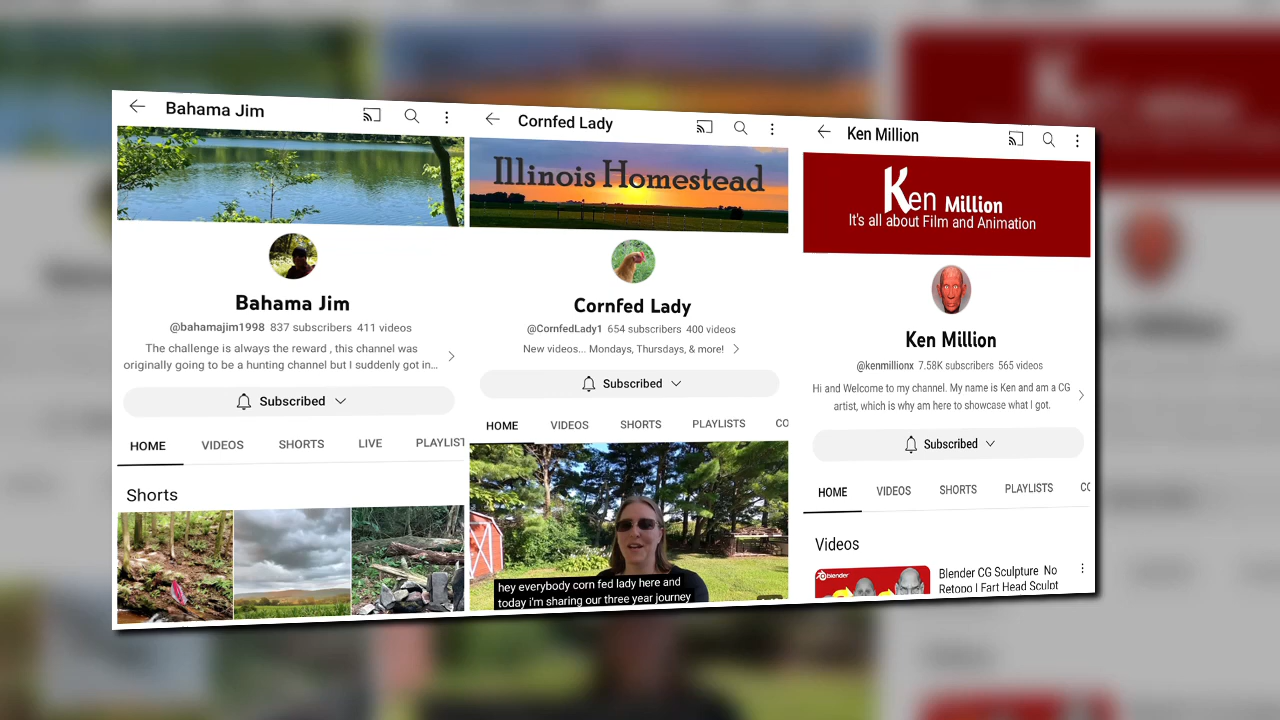 Bahama Jim
Bahama Jim
@bahamajim1998 837 subscribers 411 videos
The challenge is always the reward , this channel was
originally going to be a hunting channel but I suddenly got in...
Subscribed
HOME VIDEOS SHORTS LIVE PLAYLIST
Shorts
Cornfed Lady
Illinois Homestead
Cornfed Lady
@CornfedLady1 654 subscribers 400 videos
New videos... Mondays, Thursdays, & more!
Subscribed
HOME VIDEOS SHORTS PLAYLISTS CO
hey everybody corn fed lady here and
today i'm sharing our three year journey
Ken Million
Ken Million
It's all about Film and Animation
Ken Million
@kenmillionx 7.58K subscribers 565 videos
Hi and Welcome to my channel. My name is Ken and am a CG
artist, which is why am here to showcase what I got.
Subscribed
HOME VIDEOS SHORTS PLAYLISTS CO
Videos
blender
Blender CG Sculpture No
Retopo | Fart Head Sculpt